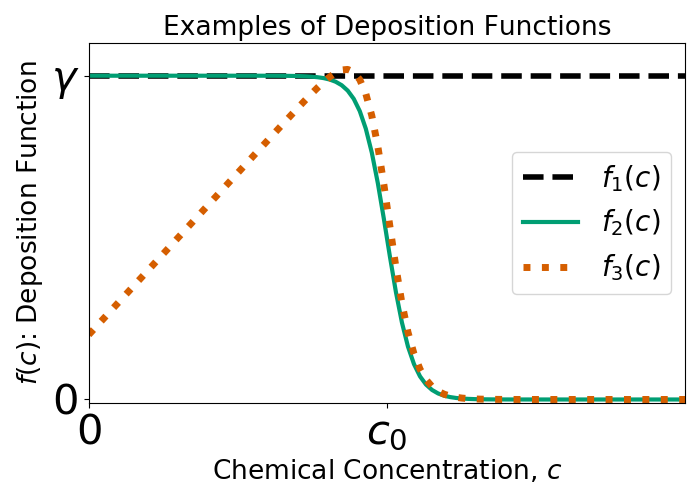 Examples of Deposition Functions
f(c): Deposition Function
γ
0
f₁(c)
f₂(c)
f₃(c)
0
c₀
Chemical Concentration, c